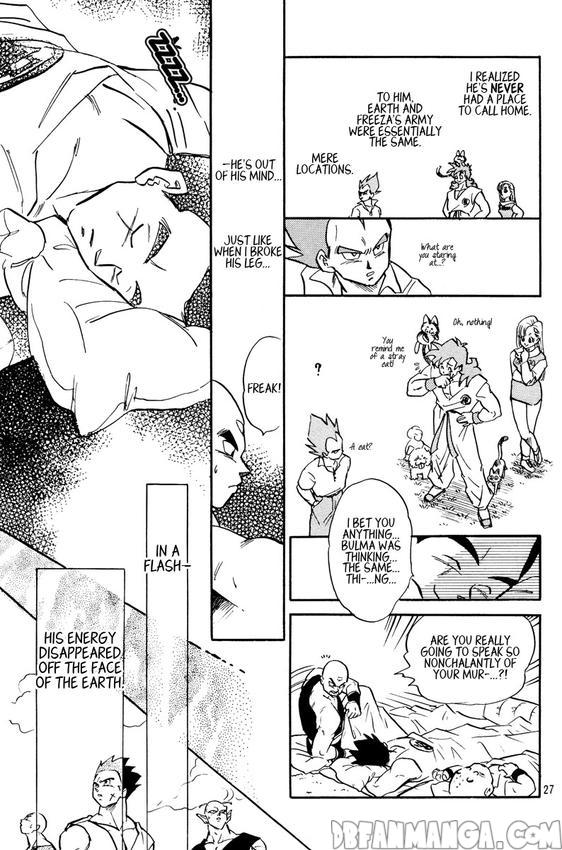 I REALIZED
HE'S NEVER
HAD A PLACE
TO CALL HOME.
TO HIM,
EARTH AND
FREEZA'S ARMY
WERE ESSENTIALLY
THE SAME.
MERE
LOCATIONS.
What are
you staring
at...?
Oh, nothing!
You
remind me
of a stray
cat!
?
A cat?
I BET YOU
ANYTHING...
BULMA WAS
THINKING...
THE SAME...
THI-...NG...
ARE YOU REALLY
GOING TO SPEAK SO
NONCHALANTLY OF
YOUR MUR-...?!
ZZZZ...
-HE'S OUT
OF HIS MIND...
JUST LIKE
WHEN I BROKE
HIS LEG...
FREAK!
IN A
FLASH-
HIS ENERGY
DISAPPEARED
OFF THE FACE
OF THE EARTH.
27
DBFANMANGA.COM